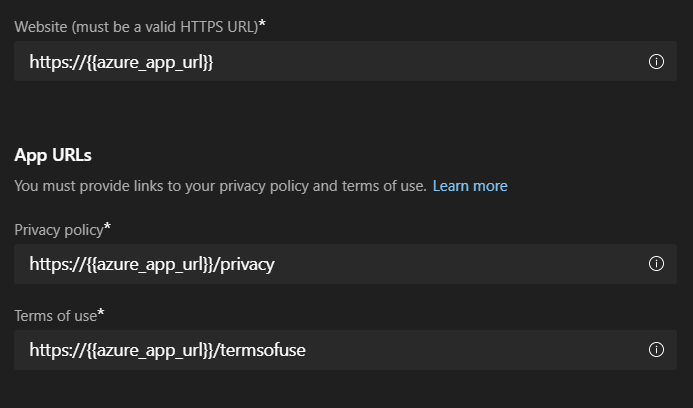 Website (must be a valid HTTPS URL)*
https://{{azure_app_url}}
App URLs
You must provide links to your privacy policy and terms of use. Learn more
Privacy policy*
https://{{azure_app_url}}/privacy
Terms of use*
https://{{azure_app_url}}/termsofuse